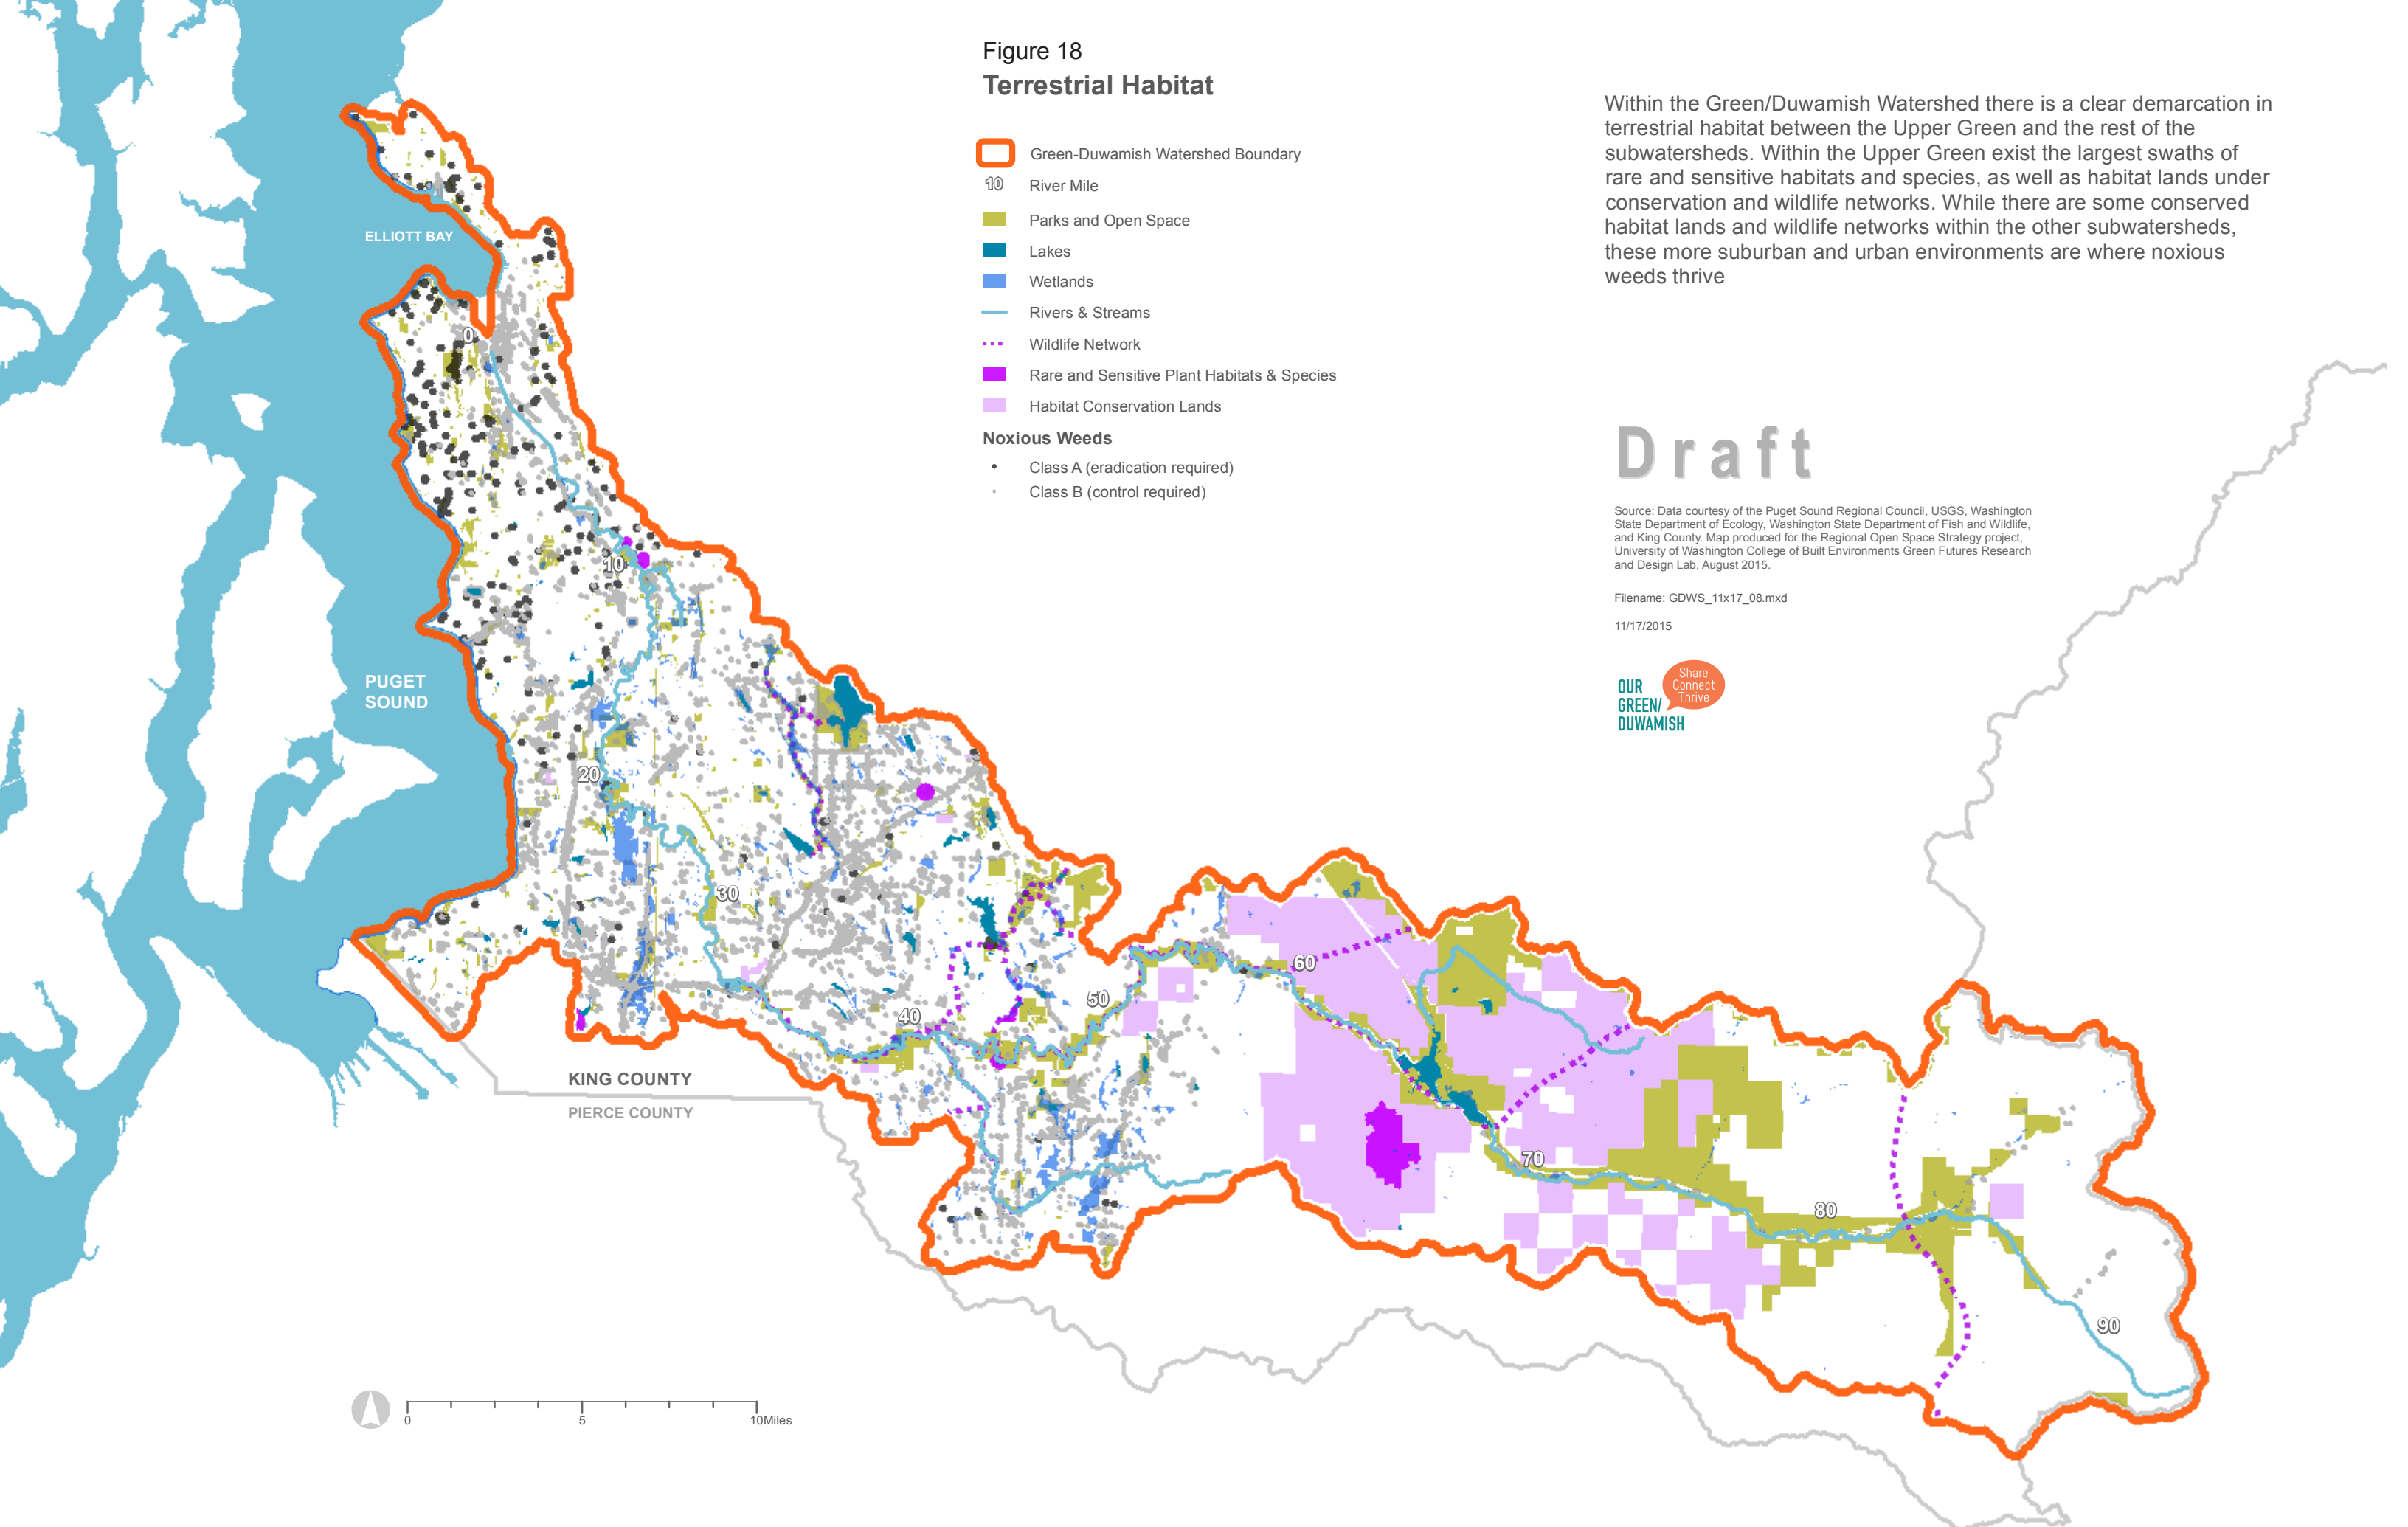 Figure 18
Terrestrial Habitat
Green-Duwamish Watershed Boundary
10 River Mile
Parks and Open Space
Lakes
Wetlands
Rivers & Streams
Wildlife Network
Rare and Sensitive Plant Habitats & Species
Habitat Conservation Lands
Noxious Weeds
Class A (eradication required)
Class B (control required)
Within the Green/Duwamish Watershed there is a clear demarcation in
terrestrial habitat between the Upper Green and the rest of the
subwatersheds. Within the Upper Green exist the largest swaths of
rare and sensitive habitats and species, as well as habitat lands under
conservation and wildlife networks. While there are some conserved
habitat lands and wildlife networks within the other subwatersheds,
these more suburban and urban environments are where noxious
weeds thrive
Draft
Source: Data courtesy of the Puget Sound Regional Council, USGS, Washington
State Department of Ecology, Washington State Department of Fish and Wildlife,
and King County. Map produced for the Regional Open Space Strategy project,
University of Washington College of Built Environments Green Futures Research
and Design Lab, August 2015.
Filename: GDWS_11x17_08.mxd
11/17/2015
OUR
GREEN/
DUWAMISH
Share
Connect
Thrive
ELLIOTT BAY
0
10
PUGET
SOUND
20
30
40
50
60
70
80
90
KING COUNTY
PIERCE COUNTY
0 5 10Miles